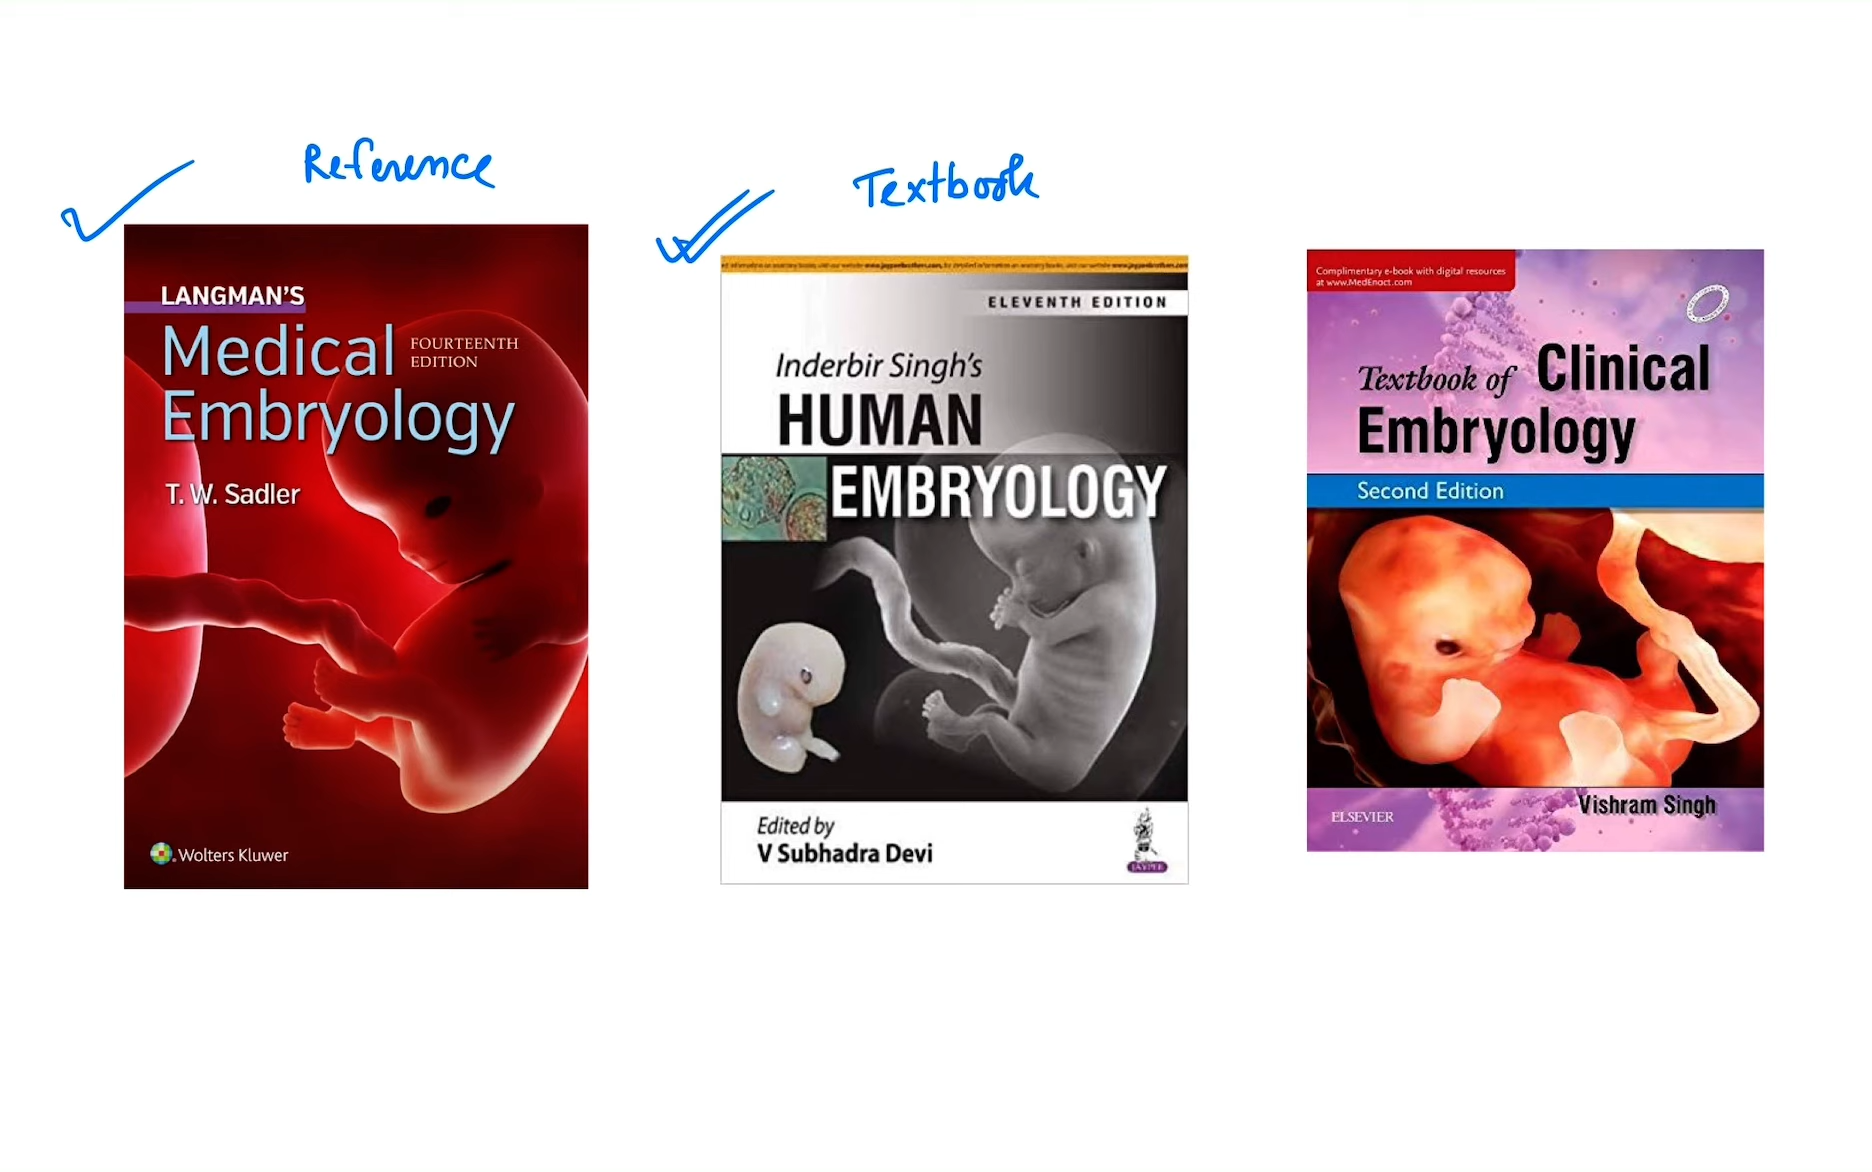 Reference
LANGMAN'S
Medical
FOURTEENTH
EDITION
Embryology
T. W. Sadler
Wolters Kluwer
Textbook
ELEVENTH EDITION
Inderbir Singh's
HUMAN
EMBRYOLOGY
Edited by
V Subhadra Devi
JAYPEE
Complimentary e-book with digital resources
at www.MedEnact.com
Textbook of Clinical
Embryology
Second Edition
Vishram Singh
ELSEVIER